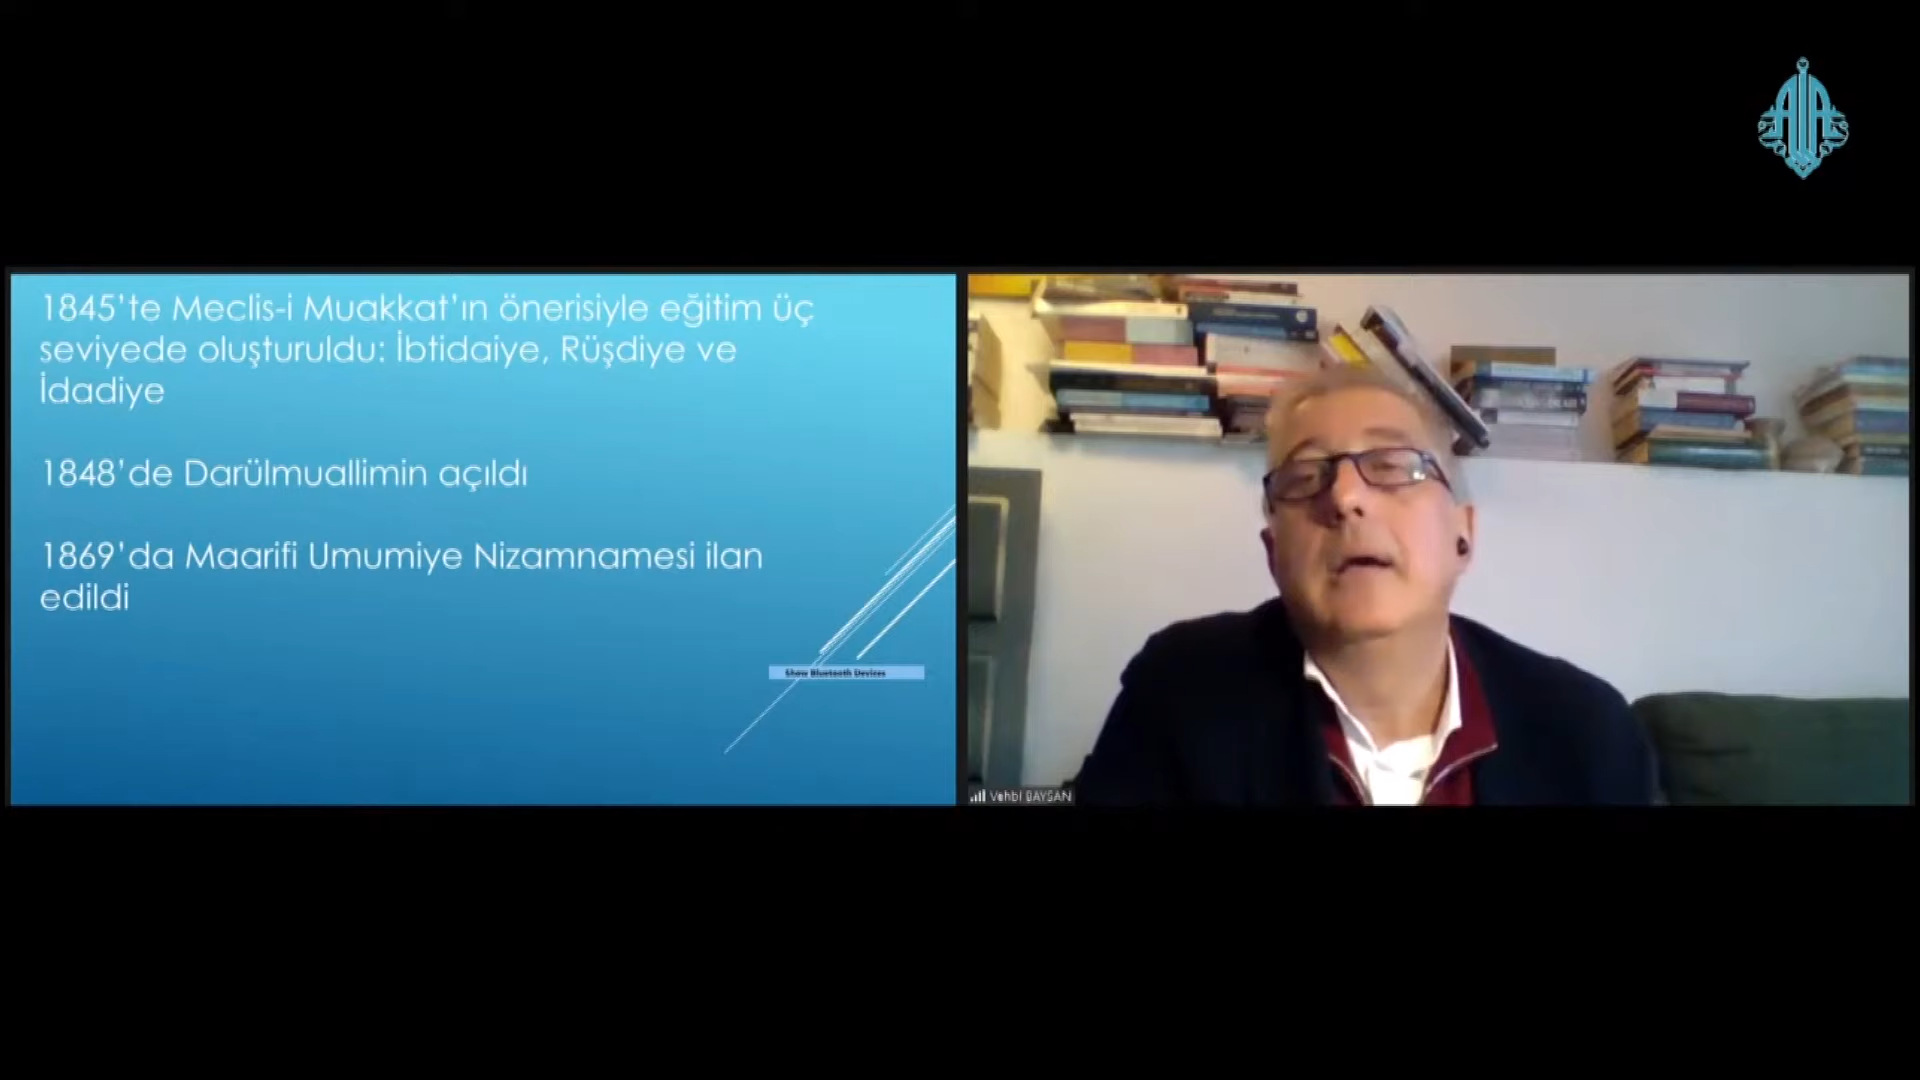 1845’te Meclis-i Muakkat’ın önerisiyle eğitim üç
seviyede oluşturuldu: İbtidaiye, Rüşdiye ve
İdadiye
1848’de Darülmuallimin açıldı
1869’da Maarifi Umumiye Nizamnamesi ilan
edildi
Show Bluetooth Devices
Vehbi BAYSAN